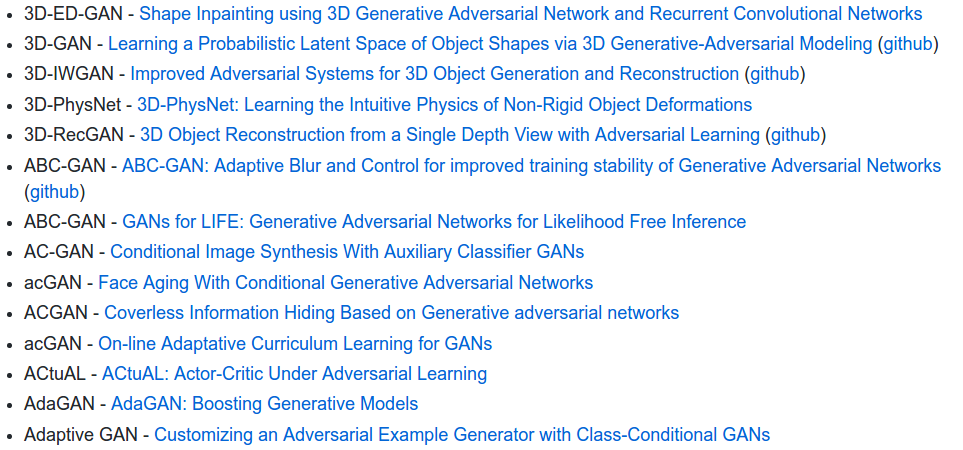 3D-ED-GAN - Shape Inpainting using 3D Generative Adversarial Network and Recurrent Convolutional Networks
3D-GAN - Learning a Probabilistic Latent Space of Object Shapes via 3D Generative-Adversarial Modeling (github)
3D-IWGAN - Improved Adversarial Systems for 3D Object Generation and Reconstruction (github)
3D-PhysNet - 3D-PhysNet: Learning the Intuitive Physics of Non-Rigid Object Deformations
3D-RecGAN - 3D Object Reconstruction from a Single Depth View with Adversarial Learning (github)
ABC-GAN - ABC-GAN: Adaptive Blur and Control for improved training stability of Generative Adversarial Networks
(github)
ABC-GAN - GANs for LIFE: Generative Adversarial Networks for Likelihood Free Inference
AC-GAN - Conditional Image Synthesis With Auxiliary Classifier GANs
acGAN - Face Aging With Conditional Generative Adversarial Networks
ACGAN - Coverless Information Hiding Based on Generative adversarial networks
acGAN - On-line Adaptative Curriculum Learning for GANs
ACtuAL - ACtuAL: Actor-Critic Under Adversarial Learning
AdaGAN - AdaGAN: Boosting Generative Models
Adaptive GAN - Customizing an Adversarial Example Generator with Class-Conditional GANs